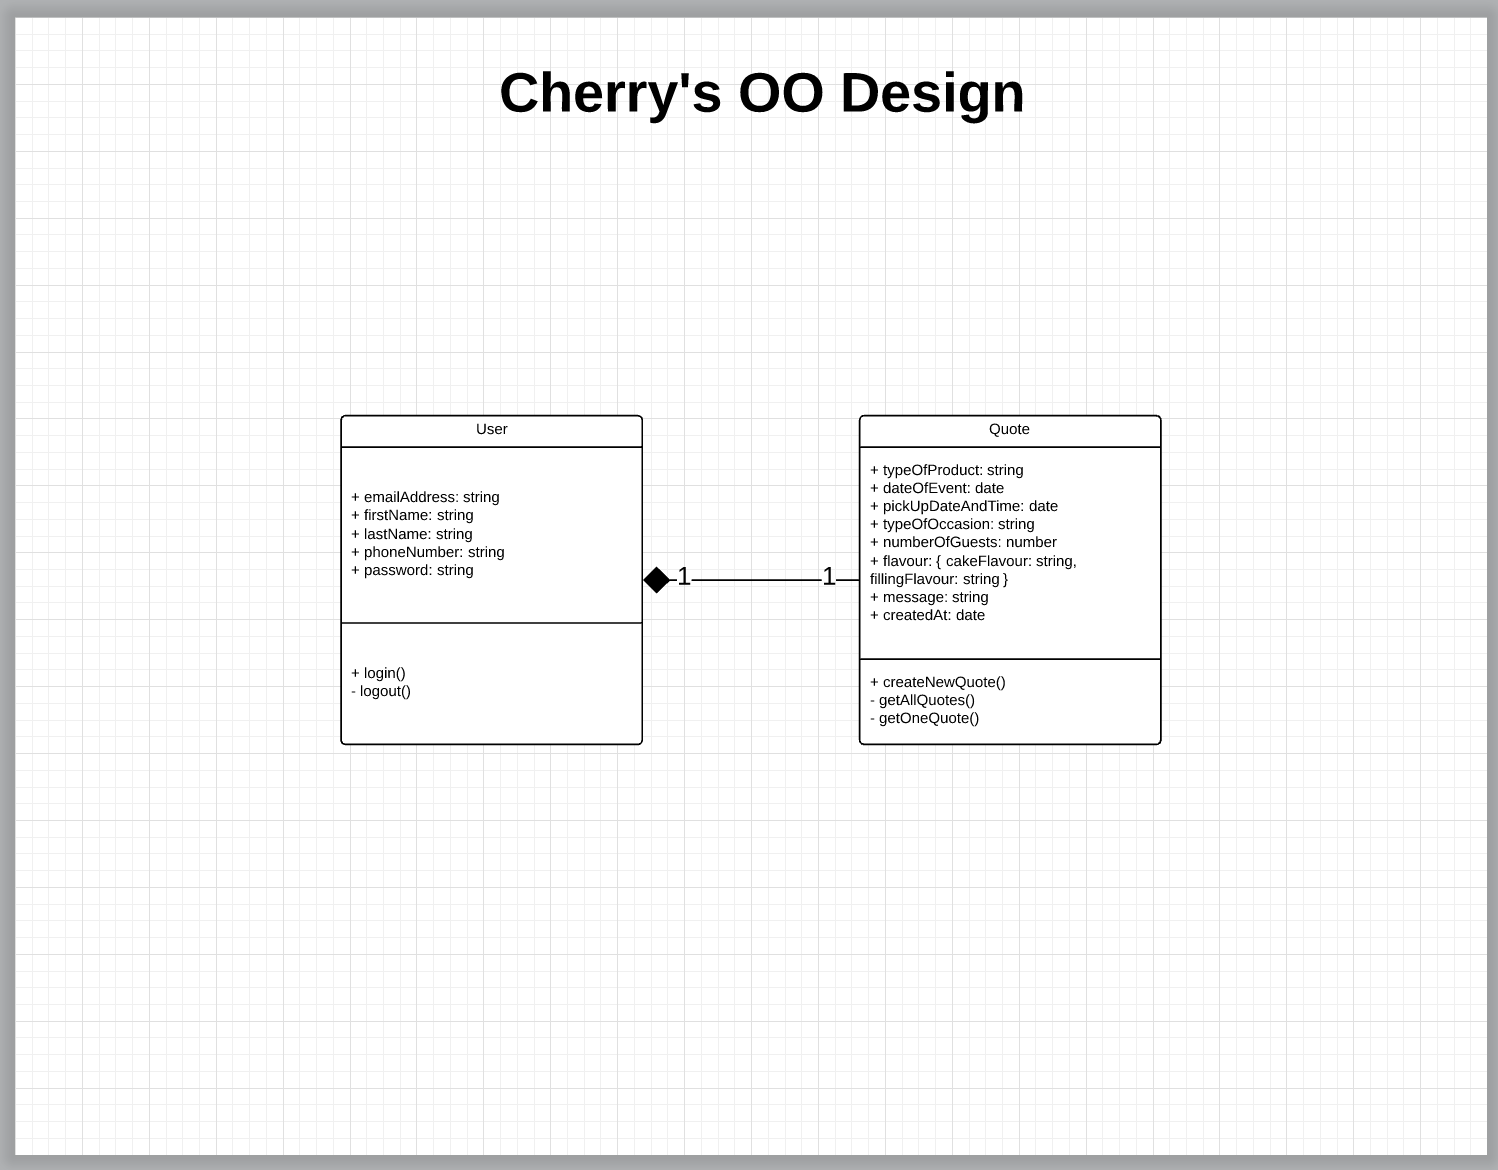 Cherry's OO Design
User
+ emailAddress: string
+ firstName: string
+ lastName: string
+ phoneNumber: string
+ password: string
+ login()
- logout()
1
1
Quote
+ typeOfProduct: string
+ dateOfEvent: date
+ pickUpDateAndTime: date
+ typeOfOccasion: string
+ numberOfGuests: number
+ flavour: { cakeFlavour: string,
fillingFlavour: string }
+ message: string
+ createdAt: date
+ createNewQuote()
- getAllQuotes()
- getOneQuote()